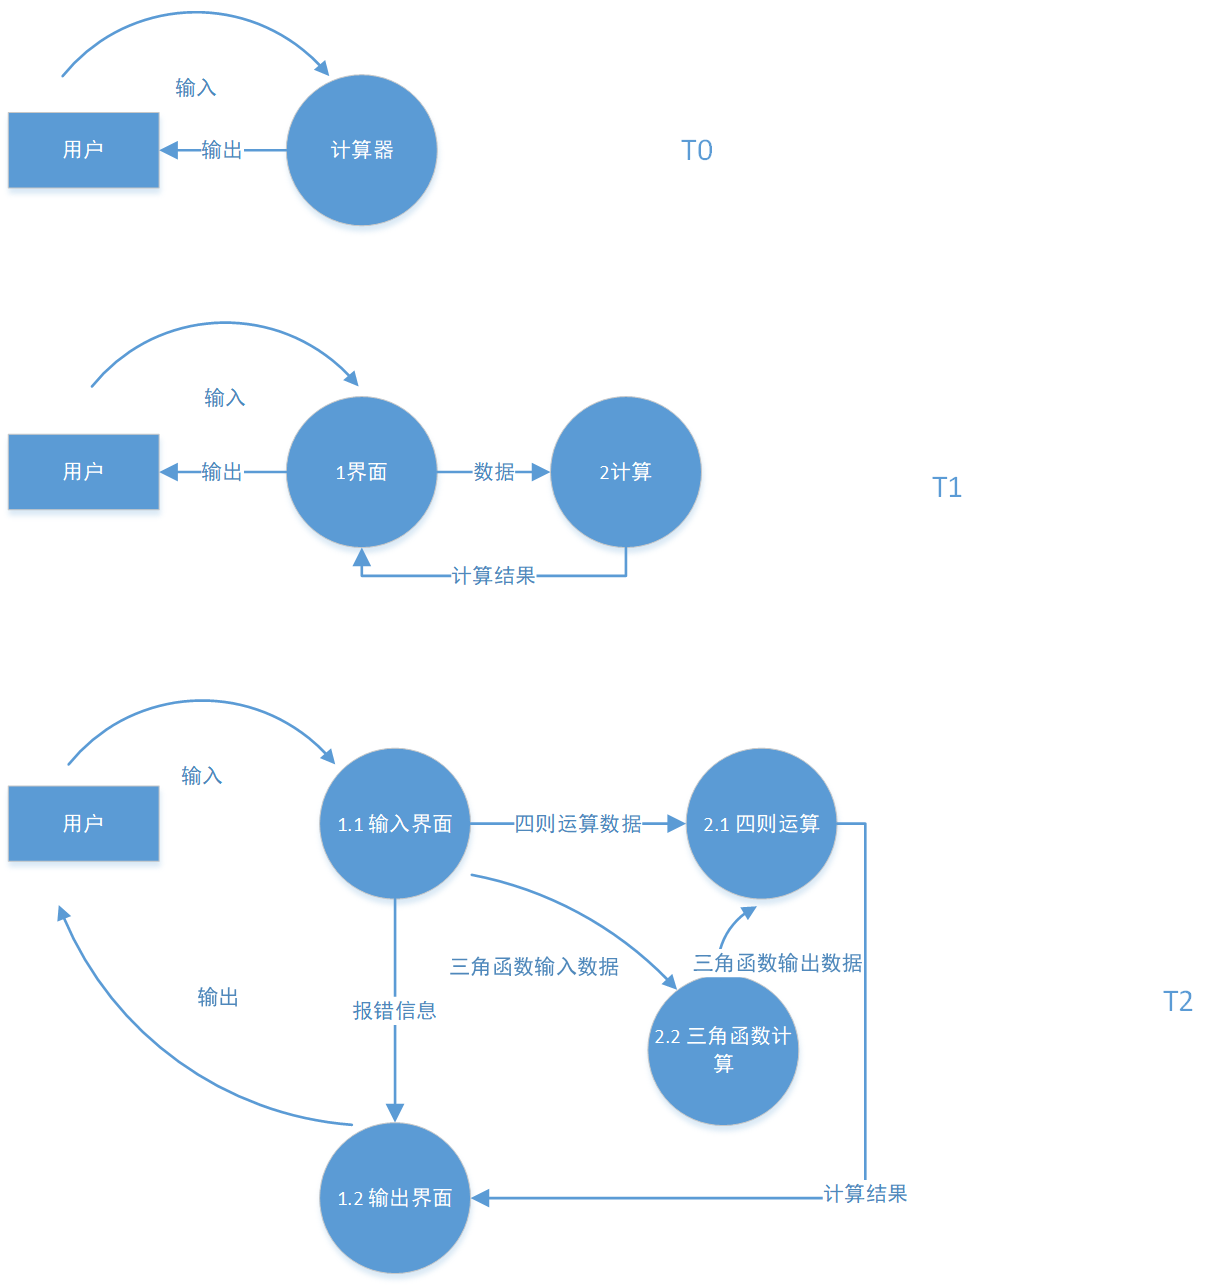 输入
用户
输出
计算器
T0
输入
用户
输出
1界面
数据
2计算
T1
计算结果
输入
用户
1.1 输入界面
四则运算数据
2.1 四则运算
三角函数输入数据
三角函数输出数据
输出
报错信息
T2
2.2 三角函数计
算
1.2 输出界面
计算结果